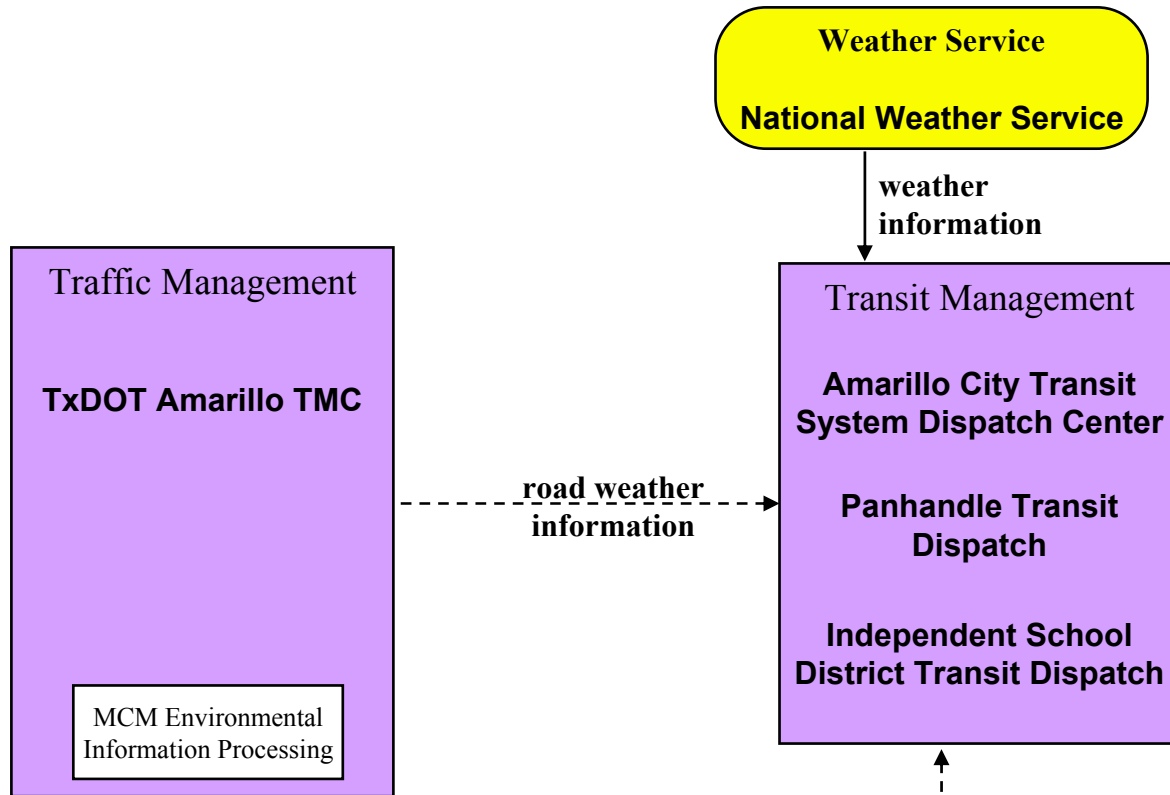 Weather Service
National Weather Service
weather
information
Traffic Management
TxDOT Amarillo TMC
MCM Environmental
Information Processing
road weather
information
Transit Management
Amarillo City Transit
System Dispatch Center
Panhandle Transit
Dispatch
Independent School
District Transit Dispatch